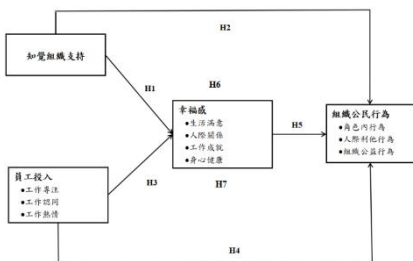 H2
知覺組織支持
H1
H6
幸福感
●生活滿意
●人際關係
●工作成就
●身心健康
H5
組織公民行為
●角色內行為
●人際利他行為
●組織公益行為
H3
H7
員工投入
●工作專注
●工作認同
●工作熱情
H4